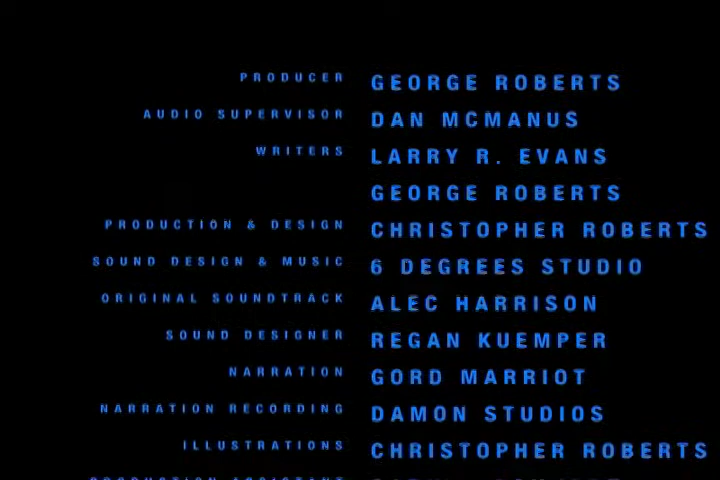 PRODUCER GEORGE ROBERTS
AUDIO SUPERVISOR DAN MCMANUS
WRITERS LARRY R. EVANS
GEORGE ROBERTS
PRODUCTION & DESIGN CHRISTOPHER ROBERTS
SOUND DESIGN & MUSIC 6 DEGREES STUDIO
ORIGINAL SOUNDTRACK ALEC HARRISON
SOUND DESIGNER REGAN KUEMPER
NARRATION GORD MARRIOT
NARRATION RECORDING DAMON STUDIOS
ILLUSTRATIONS CHRISTOPHER ROBERTS